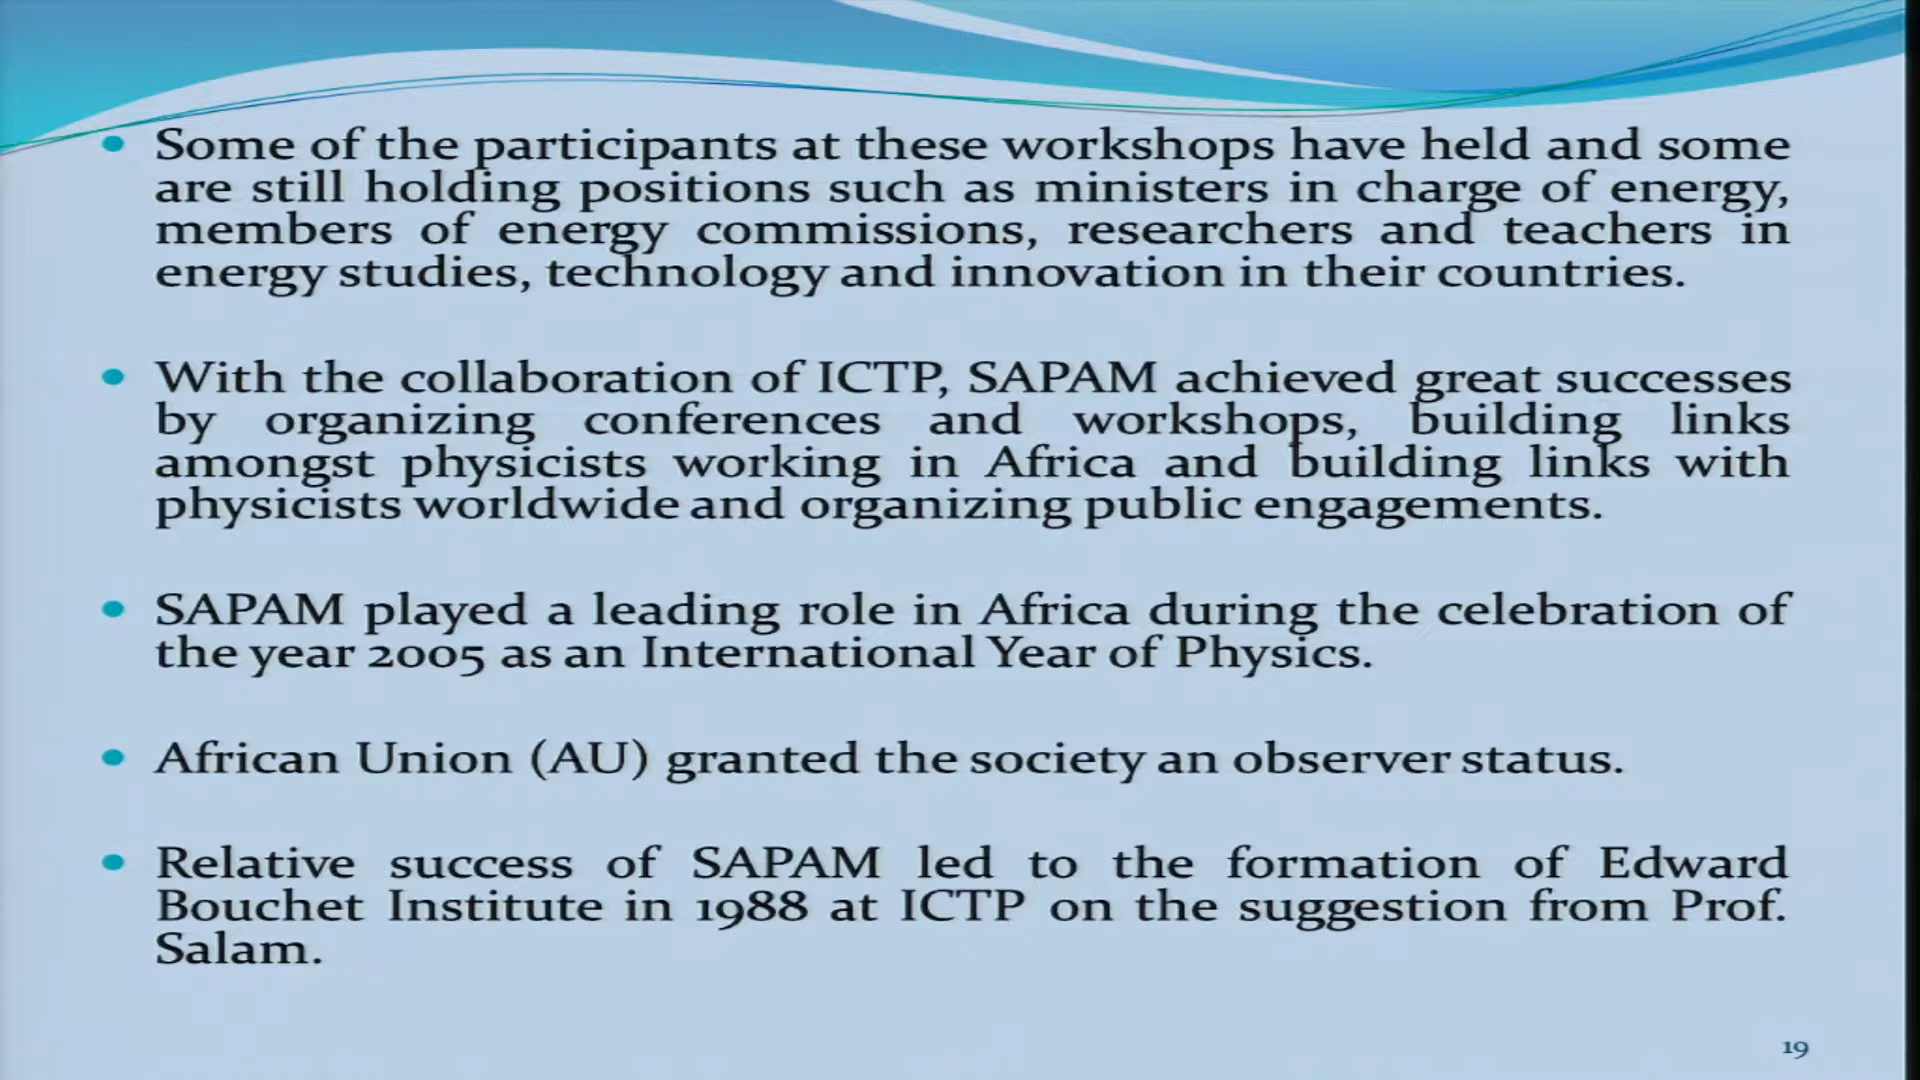 • Some of the participants at these workshops have held and some
are still holding positions such as ministers in charge of energy,
members of energy commissions, researchers and teachers in
energy studies, technology and innovation in their countries.
• With the collaboration of ICTP, SAPAM achieved great successes
by organizing conferences and workshops, building links
amongst physicists working in Africa and building links with
physicists worldwide and organizing public engagements.
• SAPAM played a leading role in Africa during the celebration of
the year 2005 as an International Year of Physics.
• African Union (AU) granted the society an observer status.
• Relative success of SAPAM led to the formation of Edward
Bouchet Institute in 1988 at ICTP on the suggestion from Prof.
Salam.
19